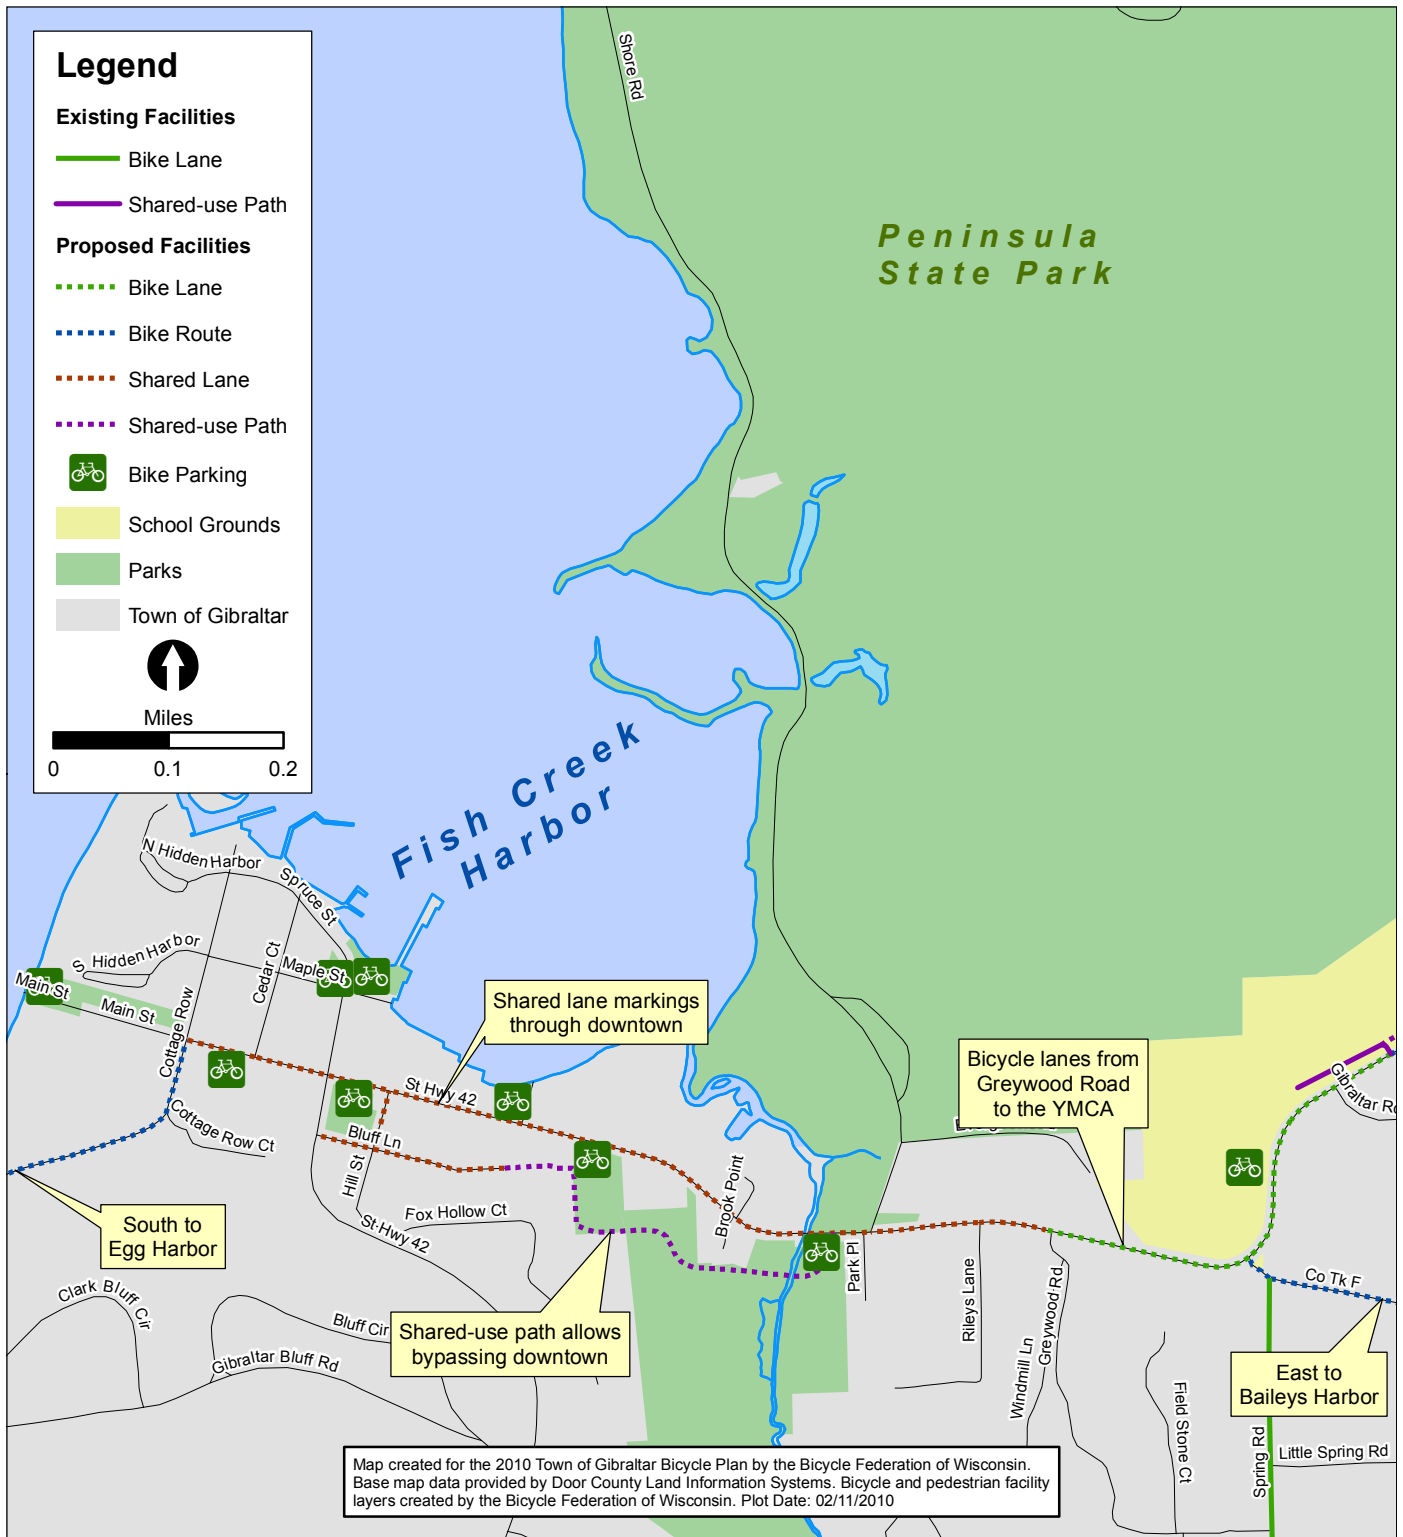 Legend
Existing Facilities
Bike Lane
Shared-use Path
Proposed Facilities
Bike Lane
Bike Route
Shared Lane
Shared-use Path
Bike Parking
School Grounds
Parks
Town of Gibraltar
Miles
0 0.1 0.2
Shore Rd
Peninsula
State Park
Fish Creek
Harbor
N Hidden Harbor
Spruce St
S Hidden Harbor
Cedar Ct
Maple St
Main St
Main St
Cottage Row
Shared lane markings
through downtown
St Hwy 42
Bicycle lanes from
Greywood Road
to the YMCA
Gibraltar Rd
Cottage Row Ct
Bluff Ln
Hill St
Brook Point
South to
Egg Harbor
Fox Hollow Ct
St Hwy 42
Park Pl
Rileys Lane
Greywood Rd
Windmill Ln
Co Tk F
Clark Bluff Cir
Bluff Cir
Gibraltar Bluff Rd
Shared-use path allows
bypassing downtown
East to
Baileys Harbor
Field Stone Ct
Spring Rd
Little Spring Rd
Map created for the 2010 Town of Gibraltar Bicycle Plan by the Bicycle Federation of Wisconsin.
Base map data provided by Door County Land Information Systems. Bicycle and pedestrian facility
layers created by the Bicycle Federation of Wisconsin. Plot Date: 02/11/2010